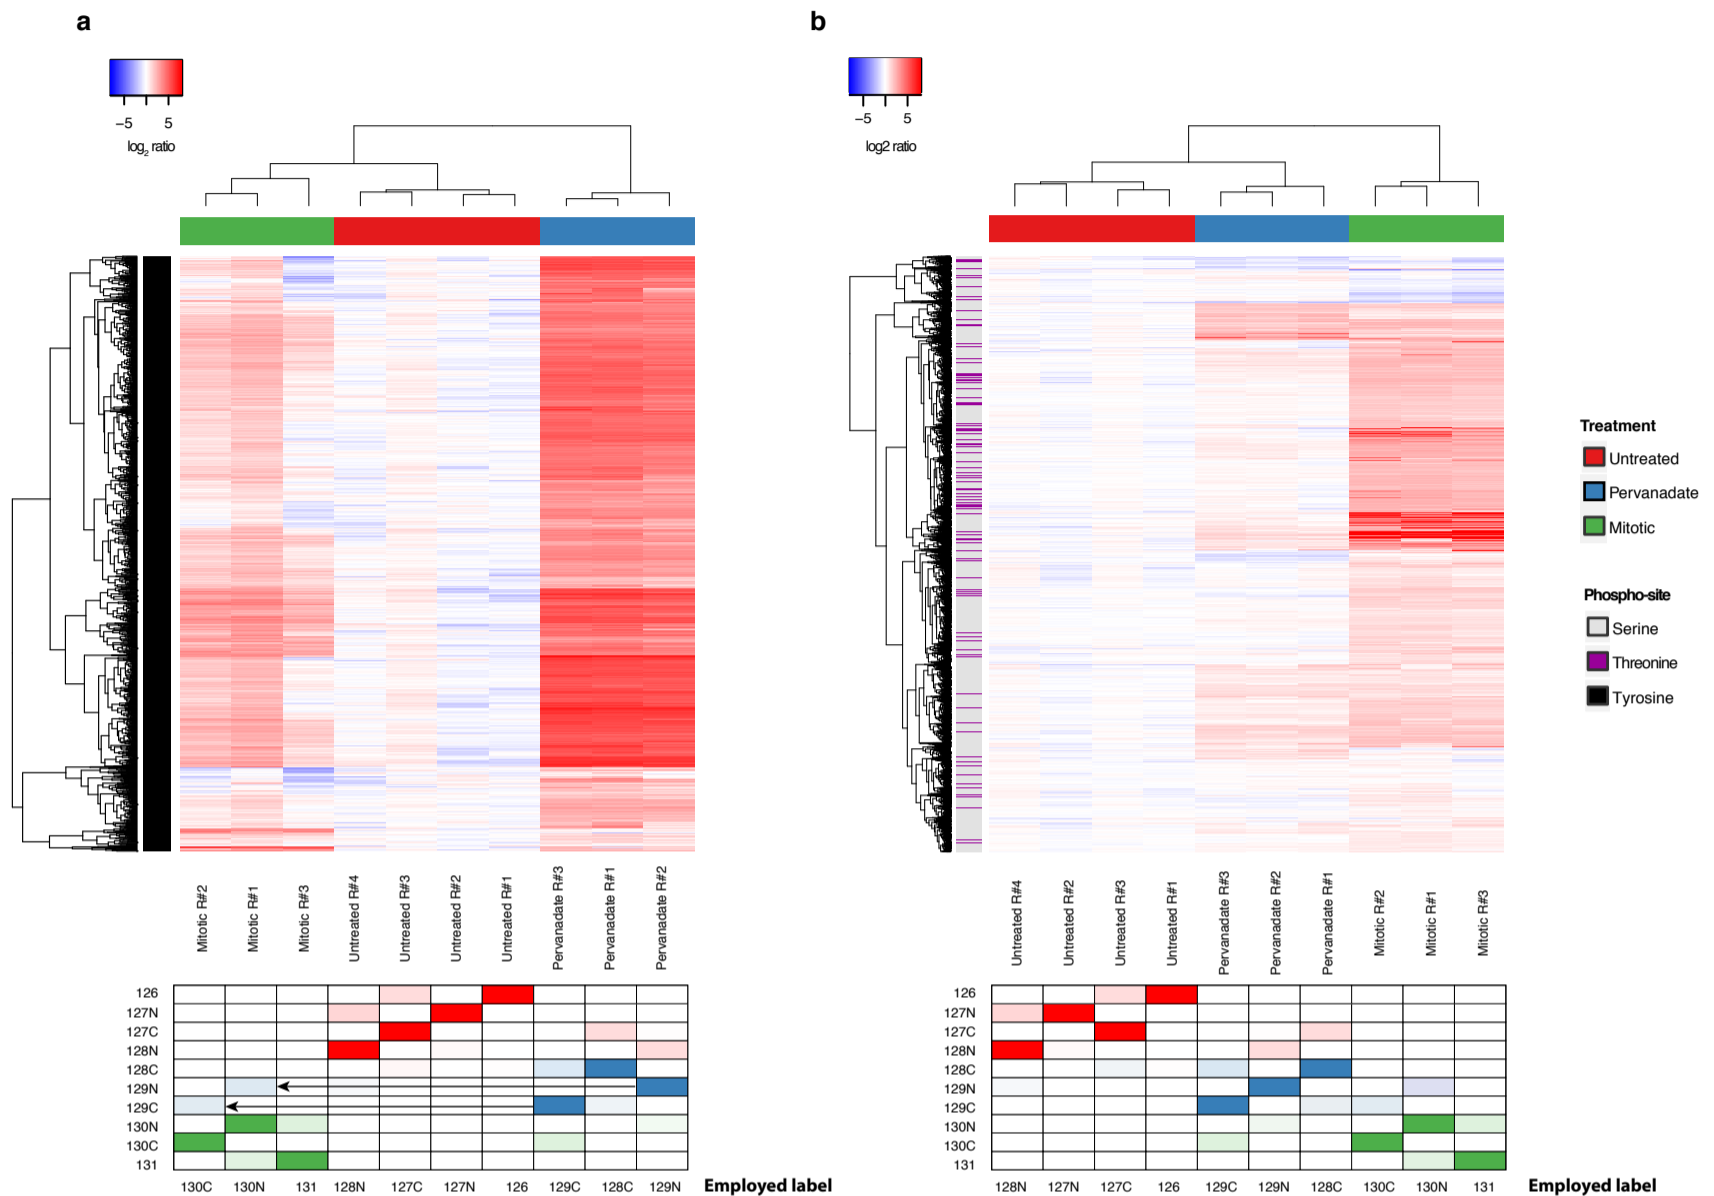 a
b
−5
5
log2 ratio
−5
5
log2 ratio
Treatment
Untreated
Pervanadate
Mitotic
Phospho-site
Serine
Threonine
Tyrosine
Mitotic R#2
Mitotic R#1
Mitotic R#3
Untreated R#4
Untreated R#3
Untreated R#2
Untreated R#1
Pervanadate R#3
Pervanadate R#1
Pervanadate R#2
Untreated R#4
Untreated R#2
Untreated R#3
Untreated R#1
Pervanadate R#3
Pervanadate R#2
Pervanadate R#1
Mitotic R#2
Mitotic R#1
Mitotic R#3
126
127N
127C
128N
128C
129N
129C
130N
130C
131
130C 130N 131 128N 127C 127N 126 129C 128C 129N Employed label
126
127N
127C
128N
128C
129N
129C
130N
130C
131
128N 127N 127C 126 129C 129N 128C 130C 130N 131 Employed label